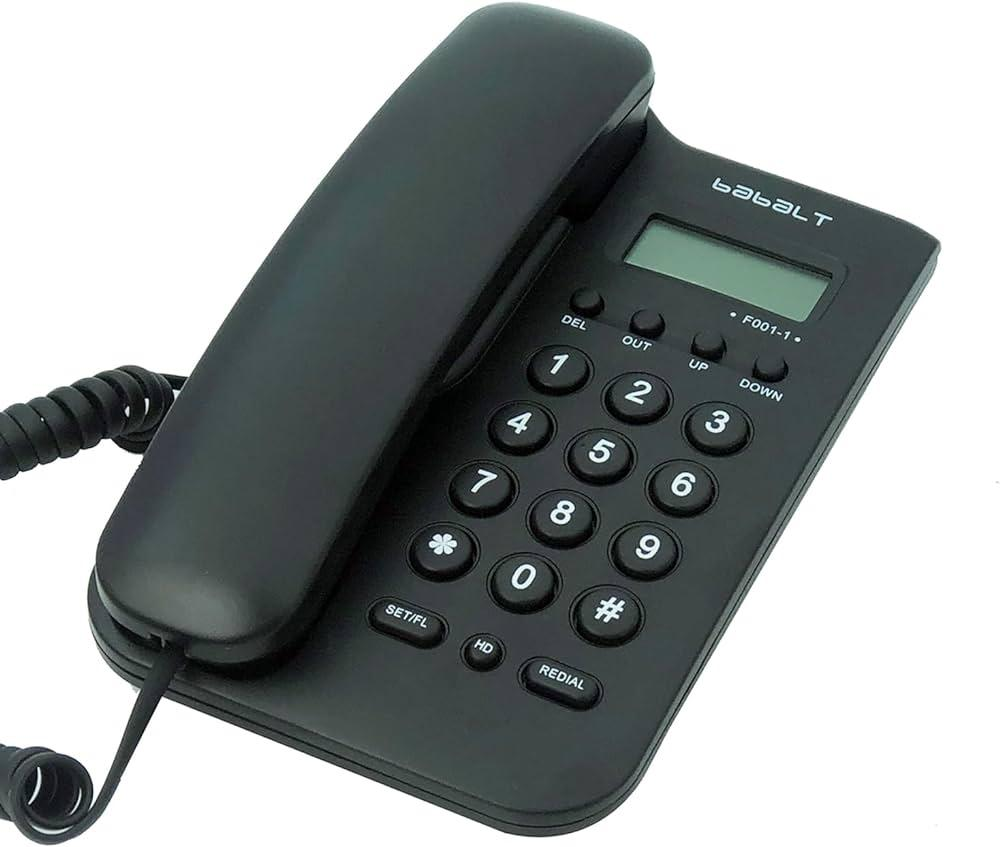 babaLT
• F001-1 •
DEL OUT UP DOWN
1 2 3
4 5 6
7 8 9
* 0 #
SET/FL HD REDIAL